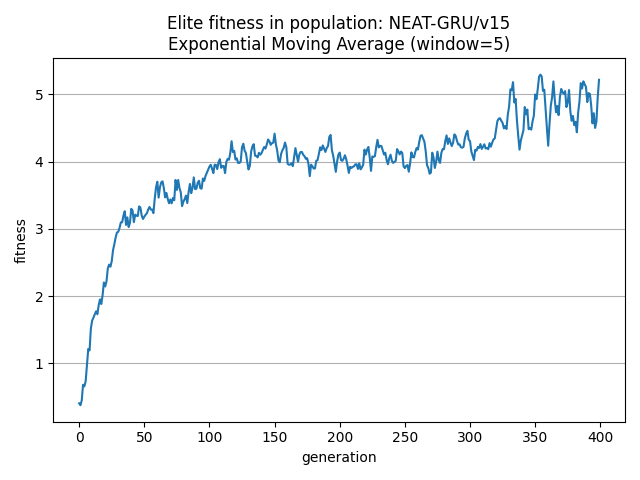 Elite fitness in population: NEAT-GRU/v15
Exponential Moving Average (window=5)
fitness
5
4
3
2
1
0 50 100 150 200 250 300 350 400
generation